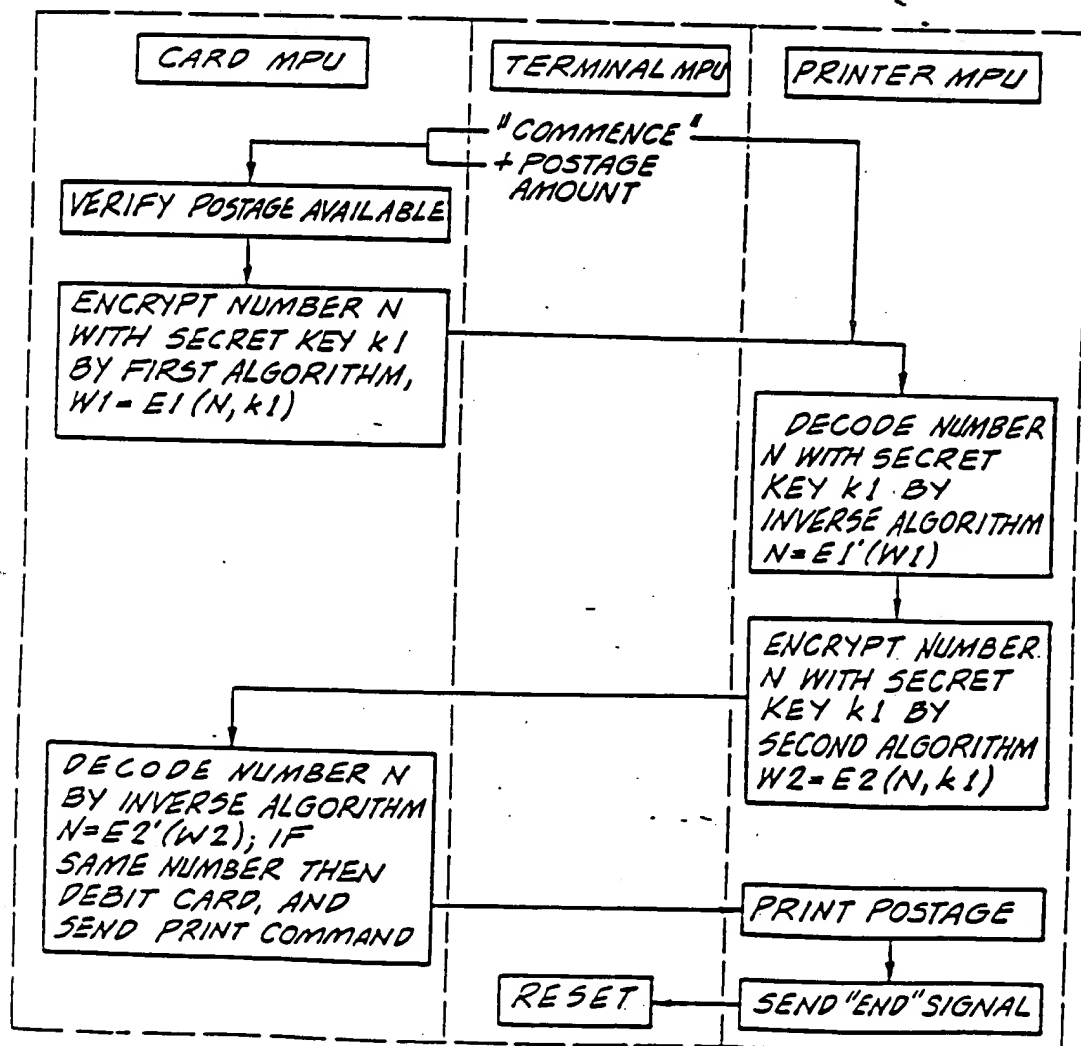 CARD MPU
TERMINAL MPU
PRINTER MPU
"COMMENCE"
+ POSTAGE
AMOUNT
VERIFY POSTAGE AVAILABLE
ENCRYPT NUMBER N
WITH SECRET KEY k1
BY FIRST ALGORITHM,
W1=E1(N,k1)
DECODE NUMBER
N WITH SECRET
KEY k1 BY
INVERSE ALGORITHM
N=E1'(W1)
ENCRYPT NUMBER
N WITH SECRET
KEY k1 BY
SECOND ALGORITHM
W2=E2(N,k1)
DECODE NUMBER N
BY INVERSE ALGORITHM
N=E2'(W2); IF
SAME NUMBER THEN
DEBIT CARD, AND
SEND PRINT COMMAND
PRINT POSTAGE
RESET
SEND "END" SIGNAL